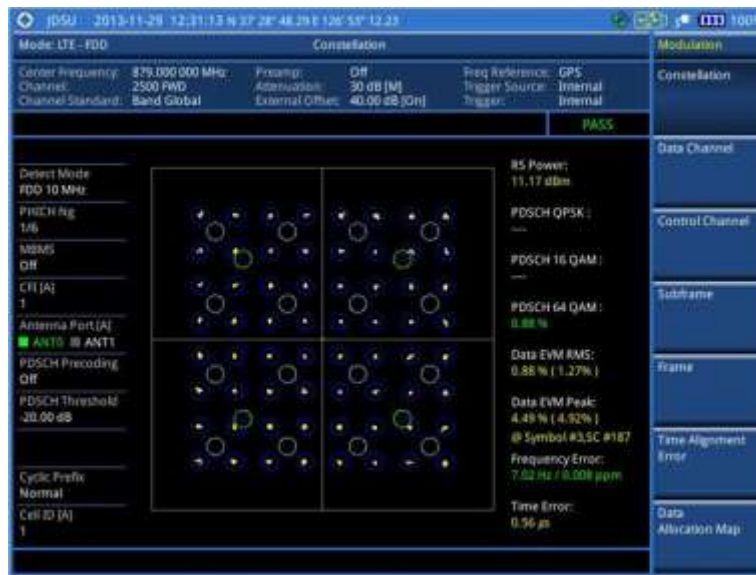 JDSU 2013-11-29 12:31:13 N 37° 28' 48.29 E 126° 53' 12.23
100%
Mode: LTE - FDD
Constellation
Modulation
Center Frequency: 879.000 000 MHz
Channel: 2500 FWD
Channel Standard: Band Global
Preamp: Off
Attenuation: 30 dB [M]
External Offset: 40.00 dB [On]
Freq Reference: GPS
Trigger Source: Internal
Trigger: Internal
PASS
Detect Mode
FDD 10 MHz
PHICH Ng
1/6
MBMS
Off
CFI [A]
1
Antenna Port [A]
ANT0 ANT1
PDSCH Precoding
Off
PDSCH Threshold
-20.00 dB
Cyclic Prefix
Normal
Cell ID [A]
1
RS Power:
11.17 dBm
PDSCH QPSK :
---
PDSCH 16 QAM :
---
PDSCH 64 QAM :
0.88 %
Data EVM RMS:
0.88 % ( 1.27% )
Data EVM Peak:
4.49 % ( 4.92% )
@ Symbol #3,SC #187
Frequency Error:
7.02 Hz / 0.008 ppm
Time Error:
0.56 µs
Constellation
Data Channel
Control Channel
Subframe
Frame
Time Alignment
Error
Data
Allocation Map